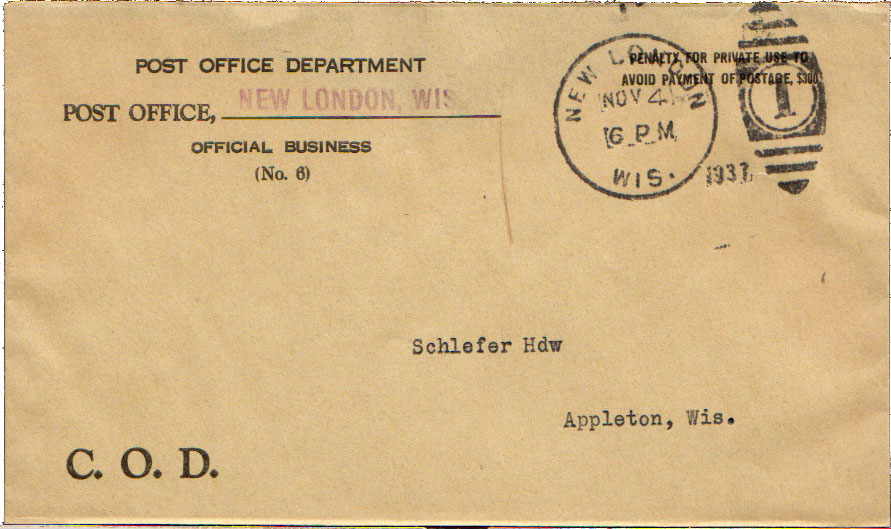 POST OFFICE DEPARTMENT
POST OFFICE, NEW LONDON, WIS.
OFFICIAL BUSINESS
(No. 6)
PENALTY FOR PRIVATE USE TO
AVOID PAYMENT OF POSTAGE, $300
NEW LONDON
NOV 4
6 P M
WIS.
1937
1
Schlefer Hdw
Appleton, Wis.
C. O. D.